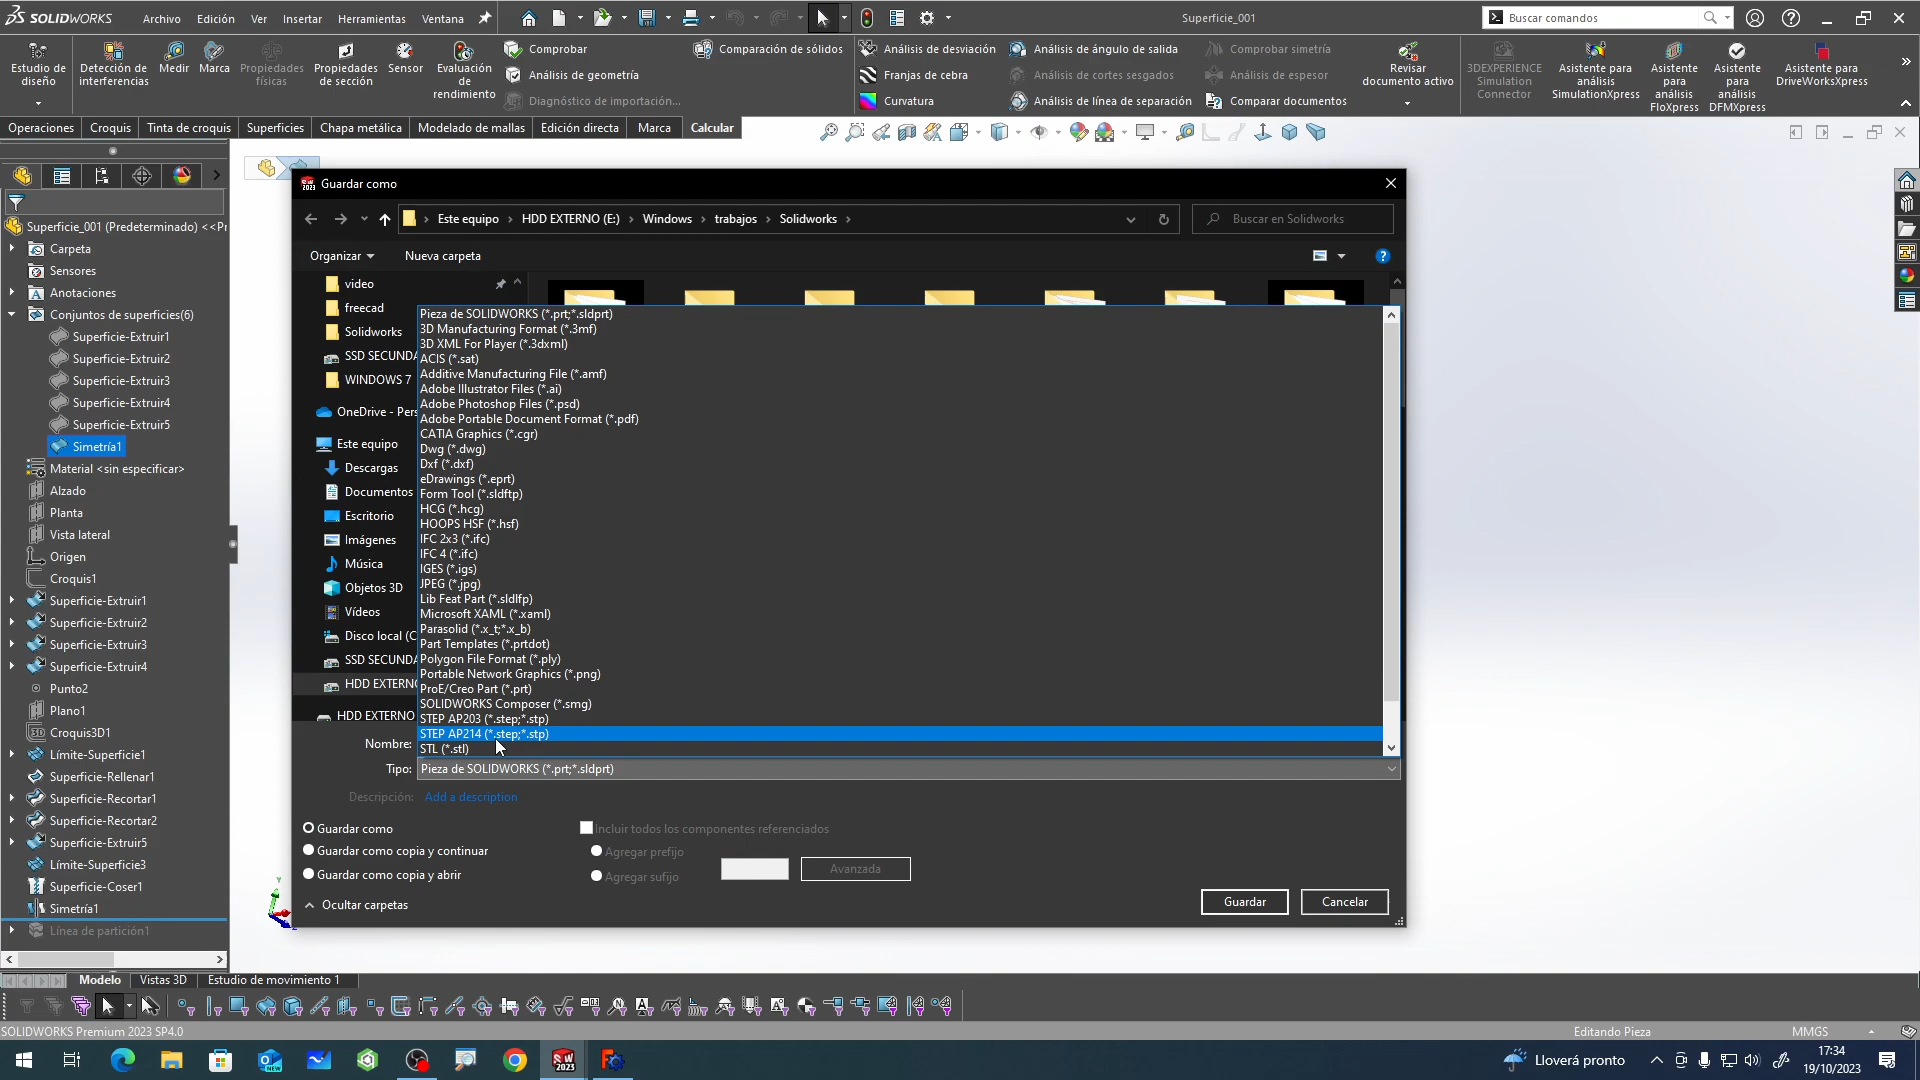 SOLIDWORKS
Archivo
Edición
Ver
Insertar
Herramientas
Ventana
Superficie_001
Buscar comandos
Estudio de
diseño
Detección de
interferencias
Medir
Marca
Propiedades
físicas
Propiedades
de sección
Sensor
Evaluación
de
rendimiento
Comprobar
Análisis de geometría
Diagnóstico de importación...
Comparación de sólidos
Análisis de desviación
Franjas de cebra
Curvatura
Análisis de ángulo de salida
Análisis de cortes sesgados
Análisis de línea de separación
Comprobar simetría
Análisis de espesor
Comparar documentos
Revisar
documento activo
3DEXPERIENCE
Simulation
Connector
Asistente para
análisis
SimulationXpress
Asistente
para
análisis
FloXpress
Asistente
para
análisis
DFMXpress
Asistente para
DriveWorksXpress
Operaciones
Croquis
Tinta de croquis
Superficies
Chapa metálica
Modelado de mallas
Edición directa
Marca
Calcular
Superficie_001 (Predeterminado) <<Pr
Carpeta
Sensores
Anotaciones
Conjuntos de superficies(6)
Superficie-Extruir1
Superficie-Extruir2
Superficie-Extruir3
Superficie-Extruir4
Superficie-Extruir5
Simetría1
Material <sin especificar>
Alzado
Planta
Vista lateral
Origen
Croquis1
Superficie-Extruir1
Superficie-Extruir2
Superficie-Extruir3
Superficie-Extruir4
Punto2
Plano1
Croquis3D1
Límite-Superficie1
Superficie-Rellenar1
Superficie-Recortar1
Superficie-Recortar2
Superficie-Extruir5
Límite-Superficie3
Superficie-Coser1
Simetría1
Línea de partición1
Guardar como
Este equipo > HDD EXTERNO (E:) > Windows > trabajos > Solidworks >
Buscar en Solidworks
Organizar
Nueva carpeta
video
freecad
Solidworks
SSD SECUNDA
WINDOWS 7
OneDrive - Pers
Este equipo
Descargas
Documentos
Escritorio
Imágenes
Música
Objetos 3D
Vídeos
Disco local (C
SSD SECUNDA
HDD EXTERNO
HDD EXTERNO
Pieza de SOLIDWORKS (*.prt;*.sldprt)
3D Manufacturing Format (*.3mf)
3D XML For Player (*.3dxml)
ACIS (*.sat)
Additive Manufacturing File (*.amf)
Adobe Illustrator Files (*.ai)
Adobe Photoshop Files (*.psd)
Adobe Portable Document Format (*.pdf)
CATIA Graphics (*.cgr)
Dwg (*.dwg)
Dxf (*.dxf)
eDrawings (*.eprt)
Form Tool (*.sldftp)
HCG (*.hcg)
HOOPS HSF (*.hsf)
IFC 2x3 (*.ifc)
IFC 4 (*.ifc)
IGES (*.igs)
JPEG (*.jpg)
Lib Feat Part (*.sldlfp)
Microsoft XAML (*.xaml)
Parasolid (*.x_t;*.x_b)
Part Templates (*.prtdot)
Polygon File Format (*.ply)
Portable Network Graphics (*.png)
ProE/Creo Part (*.prt)
SOLIDWORKS Composer (*.smg)
STEP AP203 (*.step;*.stp)
STEP AP214 (*.step;*.stp)
STL (*.stl)
Nombre:
Tipo: Pieza de SOLIDWORKS (*.prt;*.sldprt)
Descripción: Add a description
Guardar como
Guardar como copia y continuar
Guardar como copia y abrir
Incluir todos los componentes referenciados
Agregar prefijo
Agregar sufijo
Avanzada
Ocultar carpetas
Guardar
Cancelar
Modelo
Vistas 3D
Estudio de movimiento 1
SOLIDWORKS Premium 2023 SP4.0
Editando Pieza
MMGS
Lloverá pronto
17:34
19/10/2023